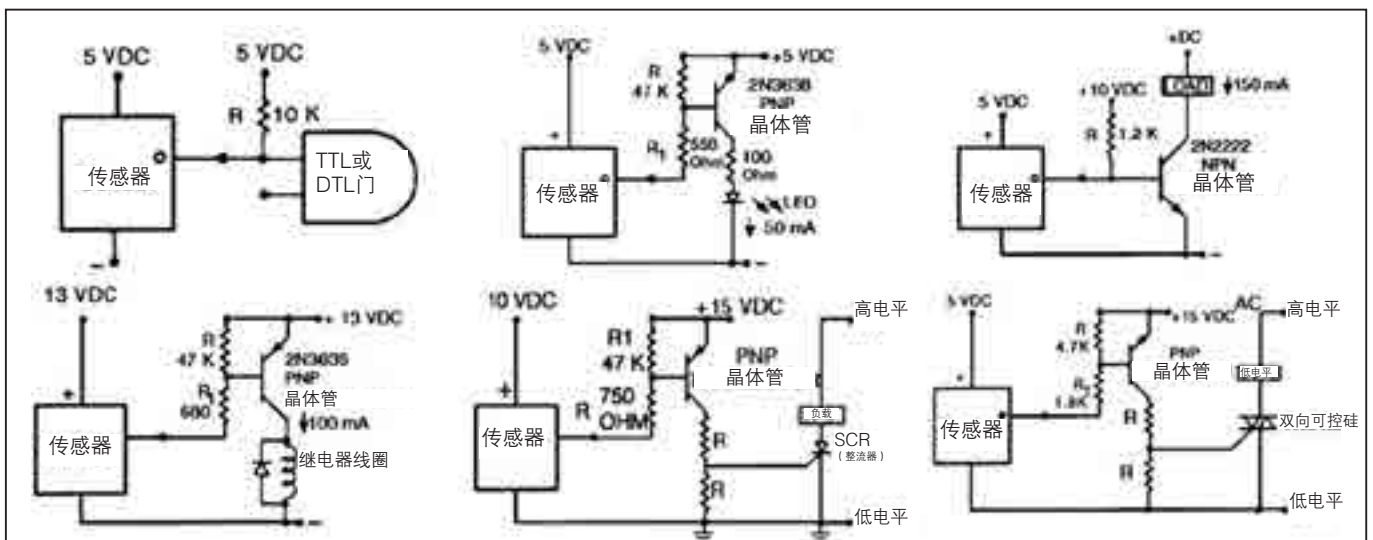 5 VDC
5 VDC
R
10 K
传感器
TTL或
DTL门
−
5 VDC
+5 VDC
R
47 K
2N3638
PNP
晶体管
R1
550
Ohm
100
Ohm
+
传感器
LED
50 mA
−
+DC
LOAD
150 mA
+10 VDC
5 VDC
R
1.2 K
+
2N2222
NPN
晶体管
传感器
−
13 VDC
+ 13 VDC
R
47 K
2N3638
PNP
晶体管
R1
680
+
100 mA
传感器
继电器线圈
−
10 VDC
+15 VDC
高电平
R1
47 K
PNP
晶体管
+
R
750
OHM
负载
传感器
R
SCR
(整流器)
R
低电平
5 VDC
+15 VDC
AC
高电平
R
4.7K
PNP
晶体管
低电平
R1
1.8K
+
传感器
R
双向可控硅
R
低电平